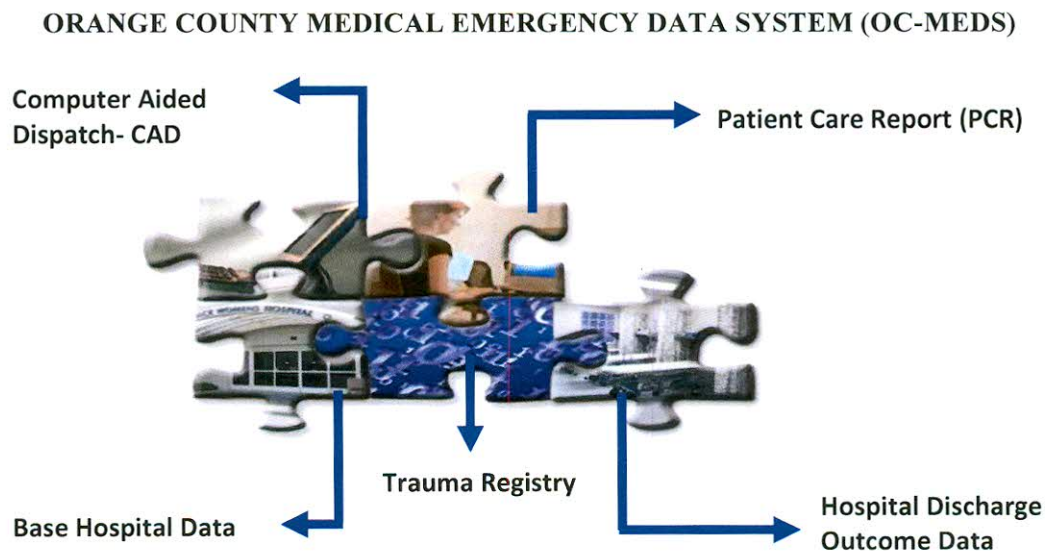 ORANGE COUNTY MEDICAL EMERGENCY DATA SYSTEM (OC-MEDS)
Computer Aided
Dispatch- CAD
Patient Care Report (PCR)
HOSPITAL
Trauma Registry
Base Hospital Data
Hospital Discharge
Outcome Data